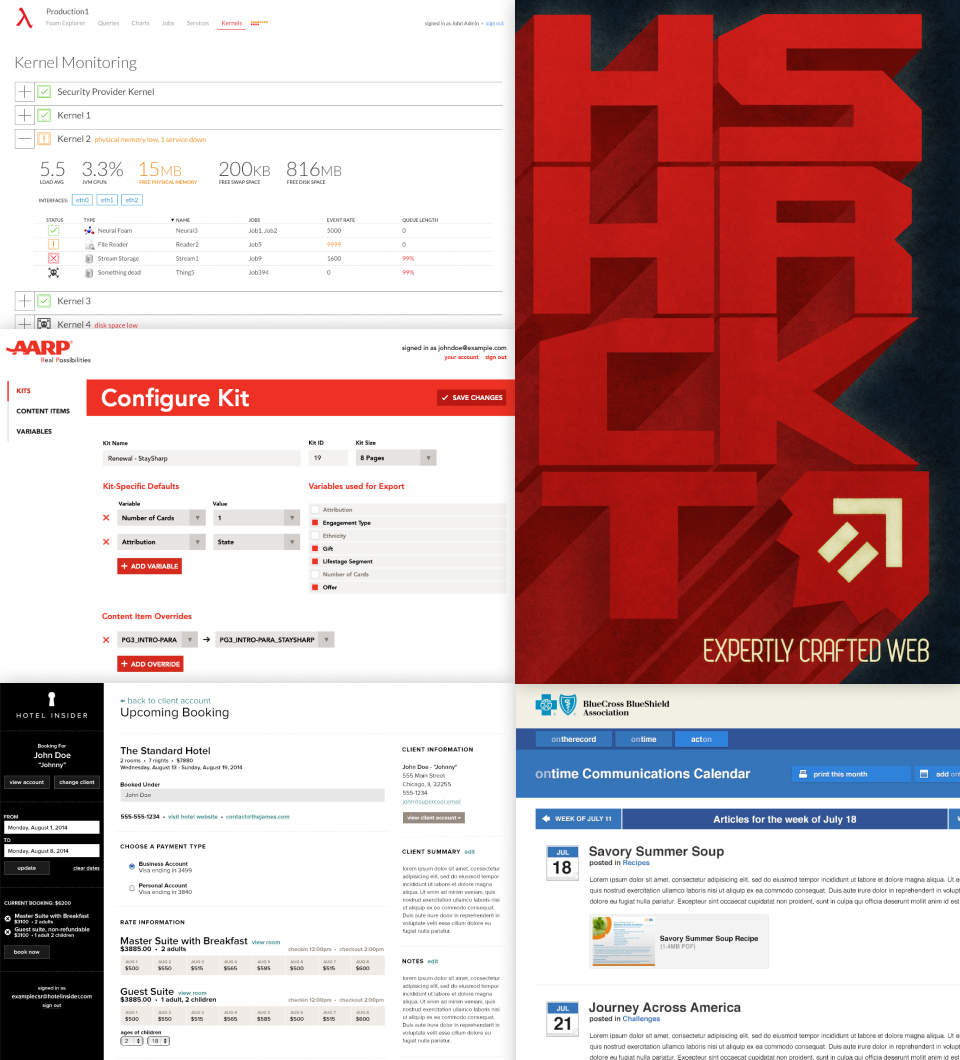 Production1
Foam Explorer Queries Charts Jobs Services Kernels
signed in as John Admin • sign out
Kernel Monitoring
Security Provider Kernel
Kernel 1
Kernel 2 physical memory low, 1 service down
5.5 3.3% 15MB 200KB 816MB
LOAD AVG JVM CPU% FREE PHYSICAL MEMORY FREE SWAP SPACE FREE DISK SPACE
INTERFACES: eth0 eth1 eth2
STATUS TYPE NAME JOBS EVENT RATE QUEUE LENGTH
Neural Foam Neural3 Job1, Job2 5000 0
File Reader Reader2 Job5 9999 0
Stream Storage Stream1 Job9 1600 99%
Something dead Thing5 Job394 0 99%
Kernel 3
Kernel 4 disk space low
HS
HR
CK
T
EXPERTLY CRAFTED WEB
AARP
Real Possibilities
signed in as johndoe@example.com
your account sign out
KITS
CONTENT ITEMS
VARIABLES
Configure Kit
SAVE CHANGES
Kit Name Kit ID Kit Size
Renewal - StaySharp 19 8 Pages
Kit-Specific Defaults
Variable Value
Number of Cards 1
Attribution State
+ ADD VARIABLE
Variables used for Export
Attribution
Engagement Type
Ethnicity
Gift
Lifestage Segment
Number of Cards
Offer
Content Item Overrides
PG3_INTRO-PARA PG3_INTRO-PARA_STAYSHARP
+ ADD OVERRIDE
HOTEL INSIDER
Booking For
John Doe
"Johnny"
view account change client
FROM
Monday, August 1, 2014
TO
Monday, August 8, 2014
update clear dates
CURRENT BOOKING: $6200
Master Suite with Breakfast
$3100 • 2 adults
Guest suite, non-refundable
$3100 • 1 adult 2 children
book now
signed in as
examplecsr@hotelinsider.com
sign out
back to client account
Upcoming Booking
The Standard Hotel
2 rooms • 7 nights • $7880
Wednesday, August 13 - Sunday, August 19, 2014
Booked Under
John Doe
555-555-1234 • visit hotel website • contact@thejames.com
CHOOSE A PAYMENT TYPE
Business Account
Visa ending in 3499
Personal Account
Visa ending in 3840
RATE INFORMATION
Master Suite with Breakfast view room
$3885.00 • 2 adults checkin 12:00pm • checkout 2:00pm
AUG 1 AUG 2 AUG 3 AUG 4 AUG 5 AUG 6 AUG 7 AUG 8
$500 $550 $515 $565 $585 $515 $515 $600
Guest Suite view room
$3885.00 • 1 adult, 2 children checkin 12:00pm • checkout 2:00pm
AUG 1 AUG 2 AUG 3 AUG 4 AUG 5 AUG 6 AUG 7 AUG 8
$500 $550 $515 $565 $585 $515 $515 $600
ages of children
2 18
CLIENT INFORMATION
John Doe - "Johnny"
555 Main Street
Chicago, IL 32255
555-1234
john@supercool.email
view client account
CLIENT SUMMARY edit
lorem ipsum dolor sit amet, consectetur
adipisicing elit, sed do eiusmod tempor
incididunt ut labore et dolore magna
aliqua. Ut enim ad minim veniam, quis
nostrud exercitation ullamco laboris
nisi ut aliquip ex ea commodo
consequat. Duis aute irure dolor in
reprehenderit in voluptate velit esse
cillum dolore eu fugiat nulla pariatur.
NOTES edit
lorem ipsum dolor sit amet, consectetur
adipisicing elit, sed do eiusmod tempor
incididunt ut labore et dolore magna
aliqua. Ut enim ad minim veniam, quis
nostrud exercitation ullamco laboris nisi
ut aliquip ex ea commodo consequat.
Duis aute irure dolor in reprehenderit in
BlueCross BlueShield
Association
ontherecord ontime acton
ontime Communications Calendar
print this month
WEEK OF JULY 11 Articles for the week of July 18
JUL
18
Savory Summer Soup
posted in Recipes
Lorem ipsum dolor sit amet, consectetur adipisicing elit, sed do eiusmod tempor incididunt ut labore
quis nostrud exercitation ullamco laboris nisi ut aliquip ex ea commodo consequat. Duis aute irure dolor in reprehenderit in
dolore eu fugiat nulla pariatur. Excepteur sint occaecat cupidatat non proident, sunt in culpa qui officia deserunt mollit anim id est
Savory Summer Soup Recipe
(1.4MB PDF)
JUL
21
Journey Across America
posted in Challenges
Lorem ipsum dolor sit amet, consectetur adipisicing elit, sed do eiusmod tempor incididunt ut labore
quis nostrud exercitation ullamco laboris nisi ut aliquip ex ea commodo consequat. Duis aute irure dolor in reprehenderit in
dolore eu fugiat nulla pariatur. Excepteur sint occaecat cupidatat non proident, sunt in culpa qui officia deserunt mollit anim id est